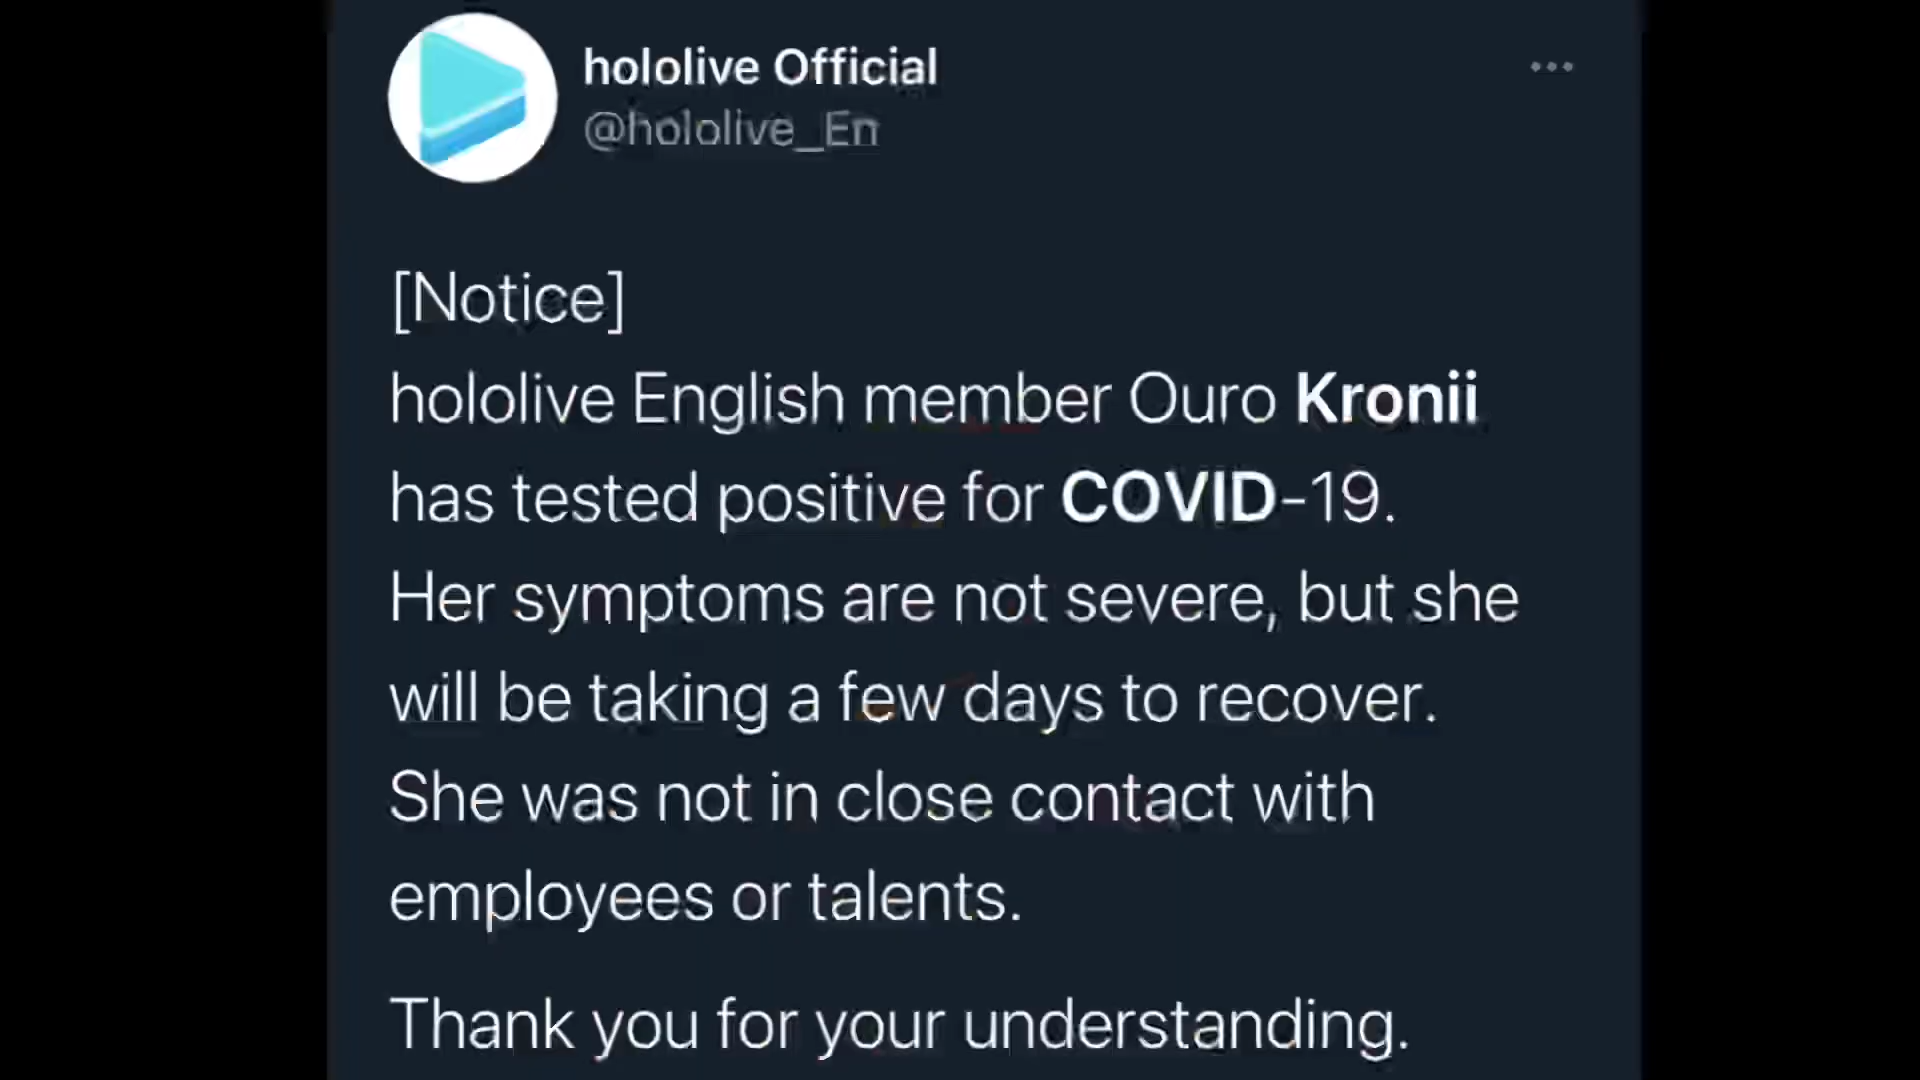 hololive Official
@hololive_En
[Notice]
hololive English member Ouro Kronii
has tested positive for COVID-19.
Her symptoms are not severe, but she
will be taking a few days to recover.
She was not in close contact with
employees or talents.
Thank you for your understanding.